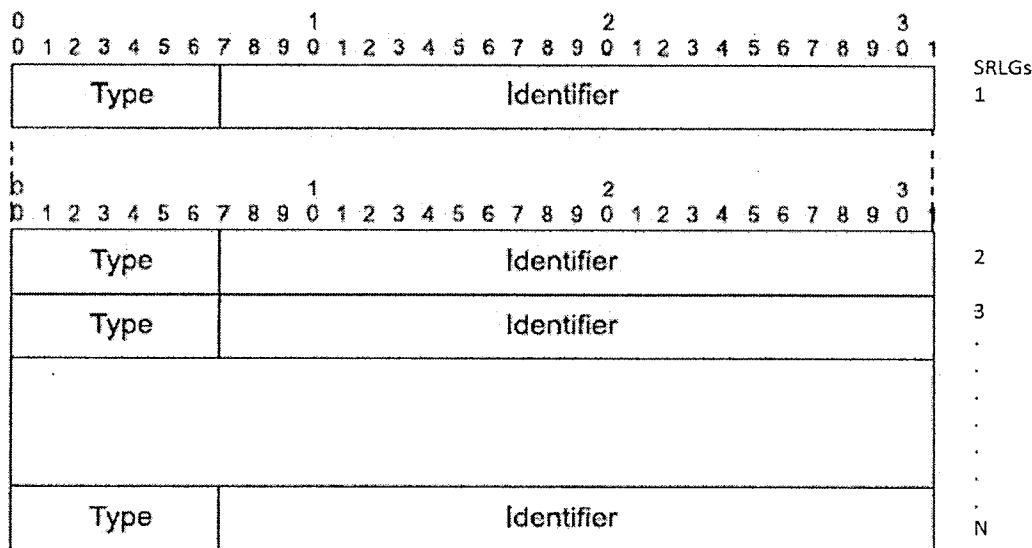 0 1 2 3
0 1 2 3 4 5 6 7 8 9 0 1 2 3 4 5 6 7 8 9 0 1 2 3 4 5 6 7 8 9 0 1
SRLGs
Type Identifier 1
0 1 2 3
0 1 2 3 4 5 6 7 8 9 0 1 2 3 4 5 6 7 8 9 0 1 2 3 4 5 6 7 8 9 0 1
Type Identifier 2
Type Identifier 3
.
.
.
.
.
.
.
Type Identifier N